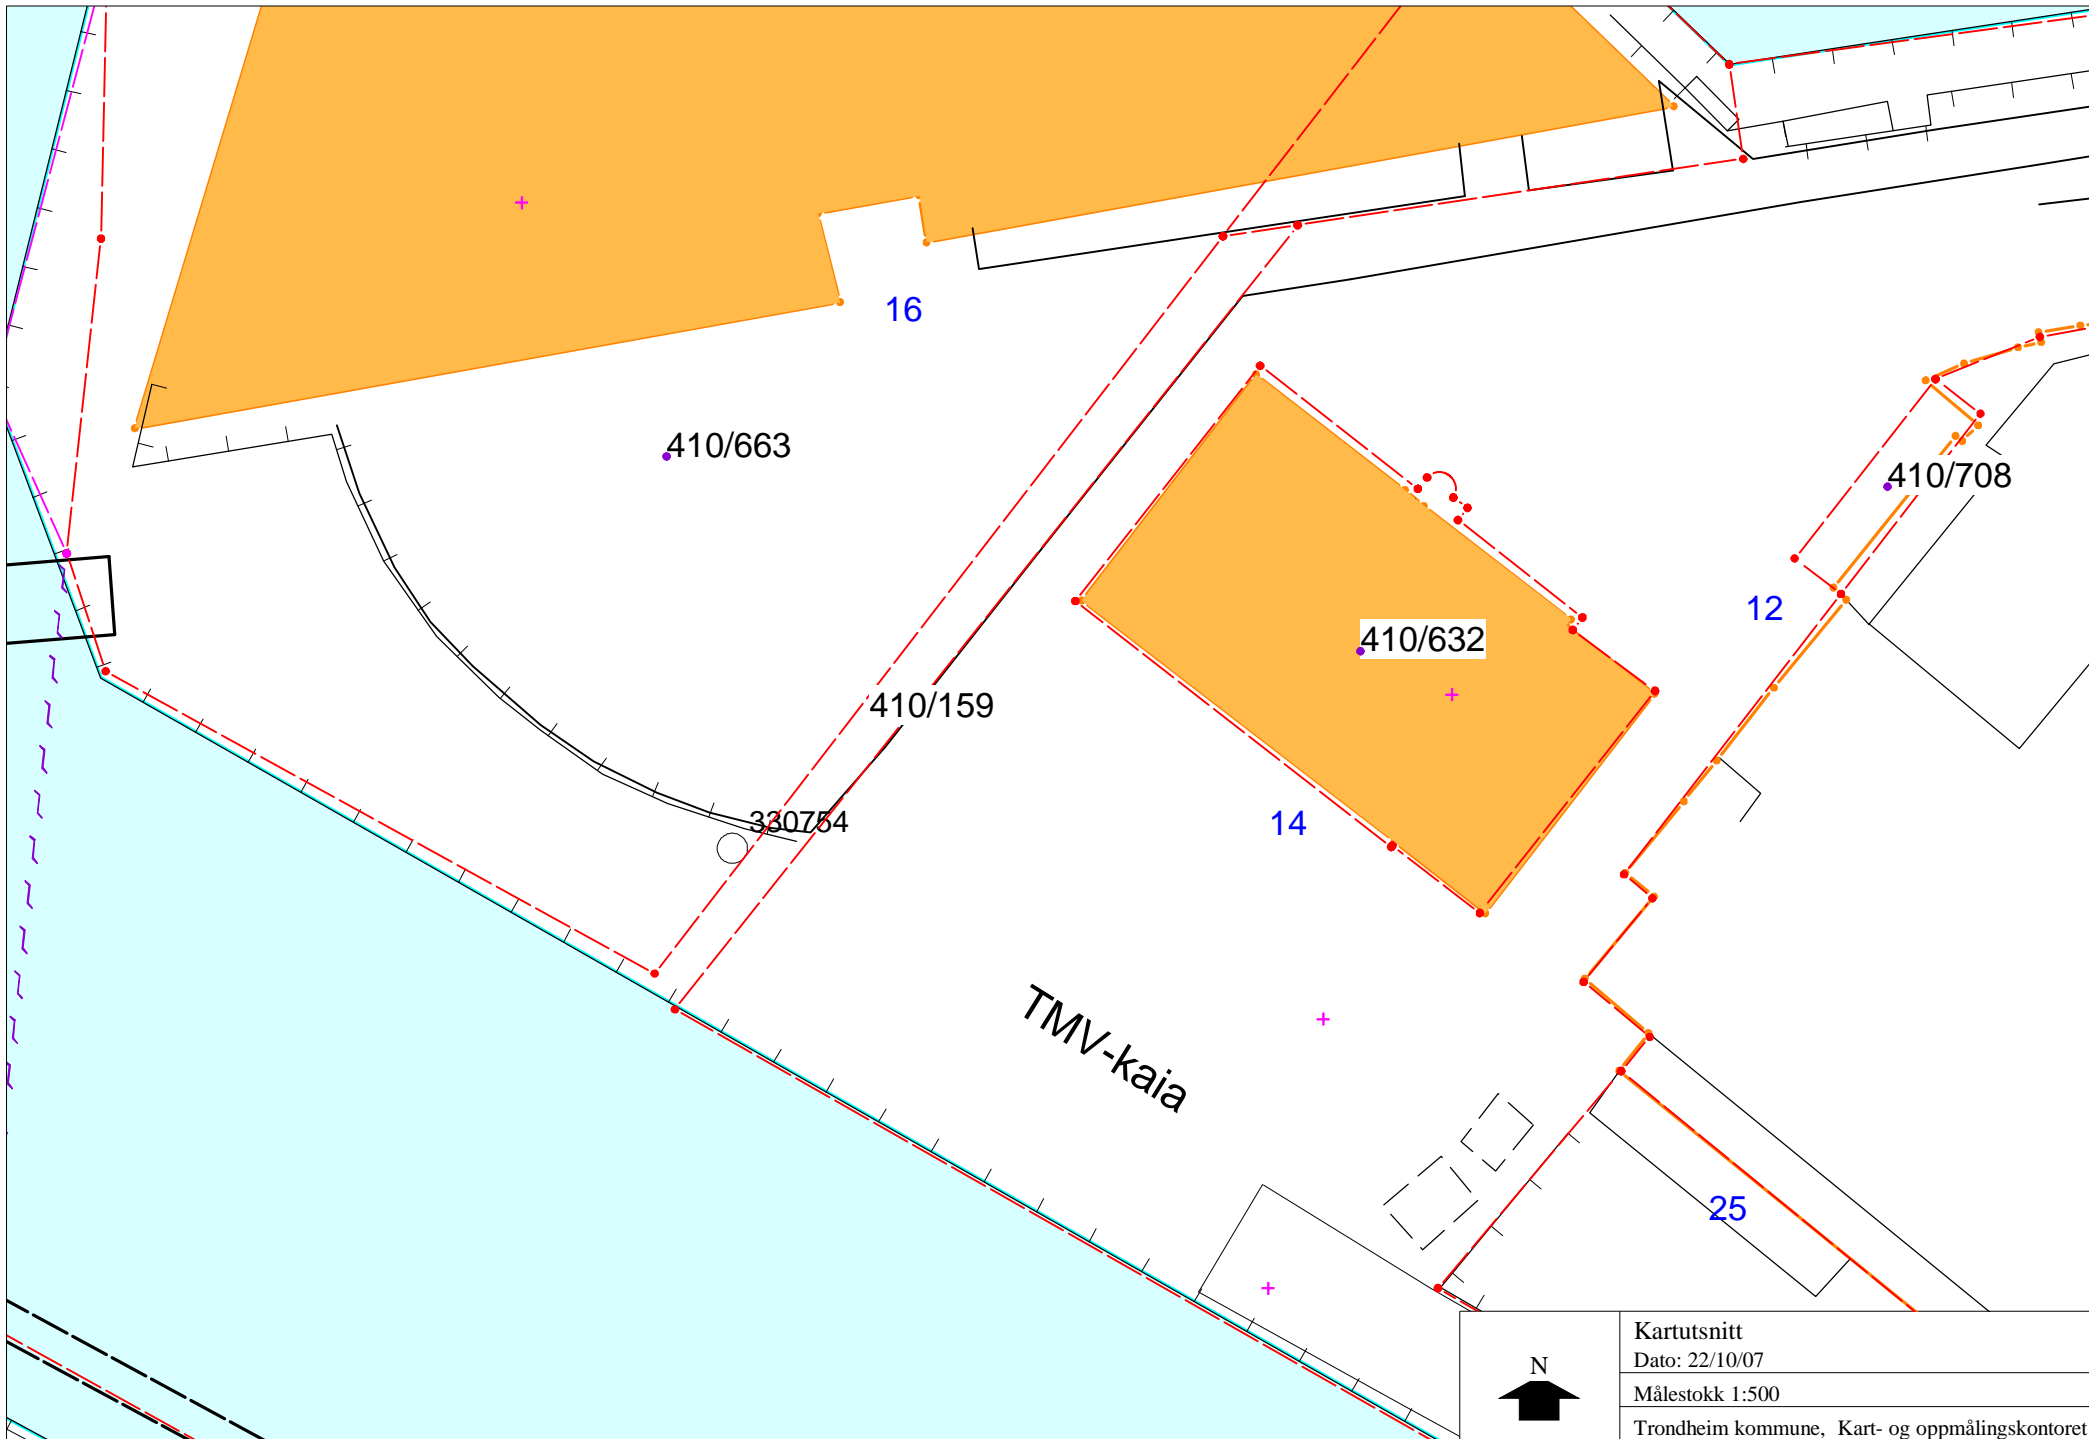 16
410/663
410/708
12
410/632
410/159
330754
14
TMV-kaia
25
N
Kartutsnitt
Dato: 22/10/07
Målestokk 1:500
Trondheim kommune, Kart- og oppmålingskontoret